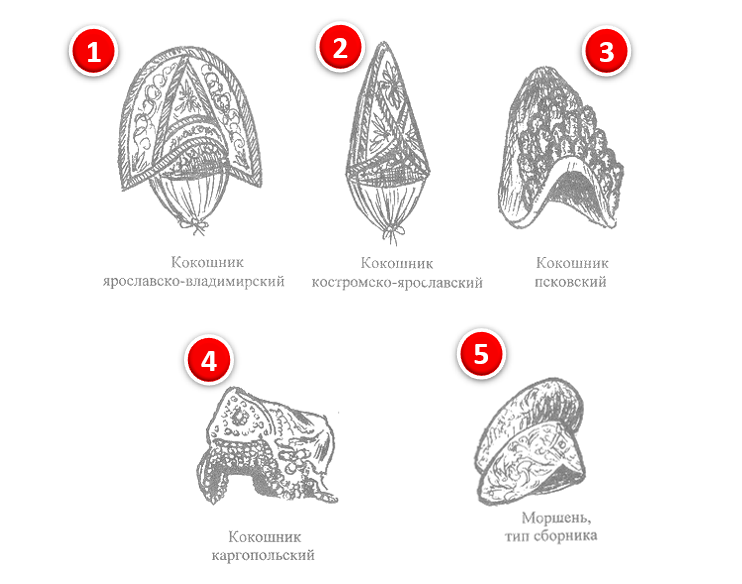 1
2
3
Кокошник
ярославско-владимирский
Кокошник
костромско-ярославский
Кокошник
псковский
4
5
Кокошник
каргопольский
Моршень,
тип сборника